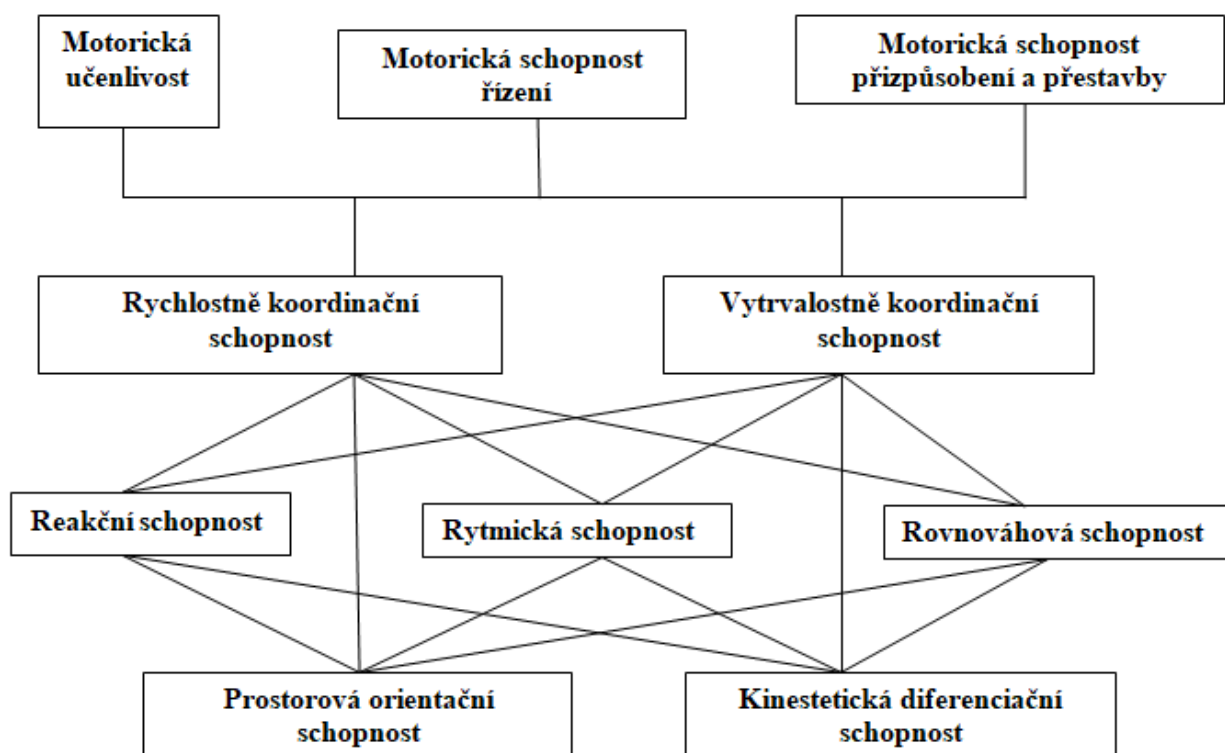 Motorická
učenlivost
Motorická schopnost
řízení
Motorická schopnost
přizpůsobení a přestavby
Rychlostně koordinační
schopnost
Vytrvalostně koordinační
schopnost
Reakční schopnost
Rytmická schopnost
Rovnováhová schopnost
Prostorová orientační
schopnost
Kinestetická diferenciační
schopnost